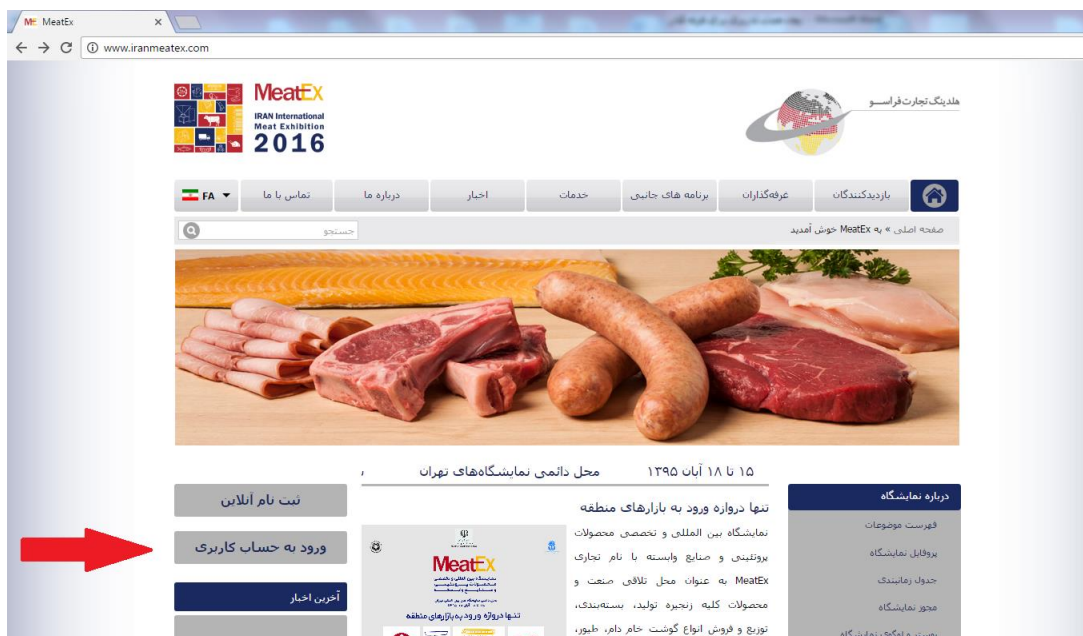 MeatEx
www.iranmeatex.com
MeatEx
IRAN International
Meat Exhibition
2016
هلدینگ تجارت فراسو
بازدیدکنندگان
غرفه‌گذاران
برنامه های جانبی
خدمات
اخبار
درباره ما
تماس با ما
FA
صفحه اصلی » به MeatEx خوش آمدید
جستجو
۱۵ تا ۱۸ آبان ۱۳۹۵ محل دائمی نمایشگاه‌های تهران
درباره نمایشگاه
فهرست موضوعات
پروفایل نمایشگاه
جدول زمانبندی
مجوز نمایشگاه
تنها دروازه ورود به بازارهای منطقه
نمایشگاه بین المللی و تخصصی محصولات
پروتئینی و صنایع وابسته با نام تجاری
MeatEx به عنوان محل تلاقی صنعت و
محصولات کلیه زنجیره تولید، بسته‌بندی،
توزیع و فروش انواع گوشت خام دام، طیور،
MeatEx
تنها دروازه ورود به بازارهای منطقه
ثبت نام آنلاین
ورود به حساب کاربری
آخرین اخبار